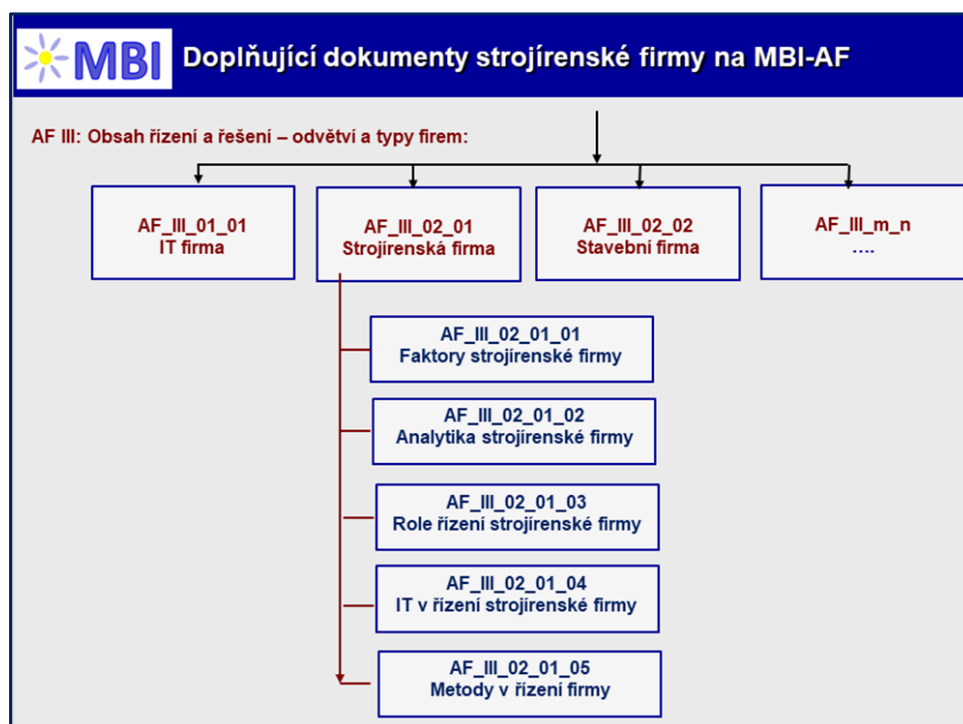 MBI
Doplňující dokumenty strojírenské firmy na MBI-AF
AF III: Obsah řízení a řešení – odvětví a typy firem:
AF_III_01_01
IT firma
AF_III_02_01
Strojírenská firma
AF_III_02_02
Stavební firma
AF_III_m_n
....
AF_III_02_01_01
Faktory strojírenské firmy
AF_III_02_01_02
Analytika strojírenské firmy
AF_III_02_01_03
Role řízení strojírenské firmy
AF_III_02_01_04
IT v řízení strojírenské firmy
AF_III_02_01_05
Metody v řízení firmy